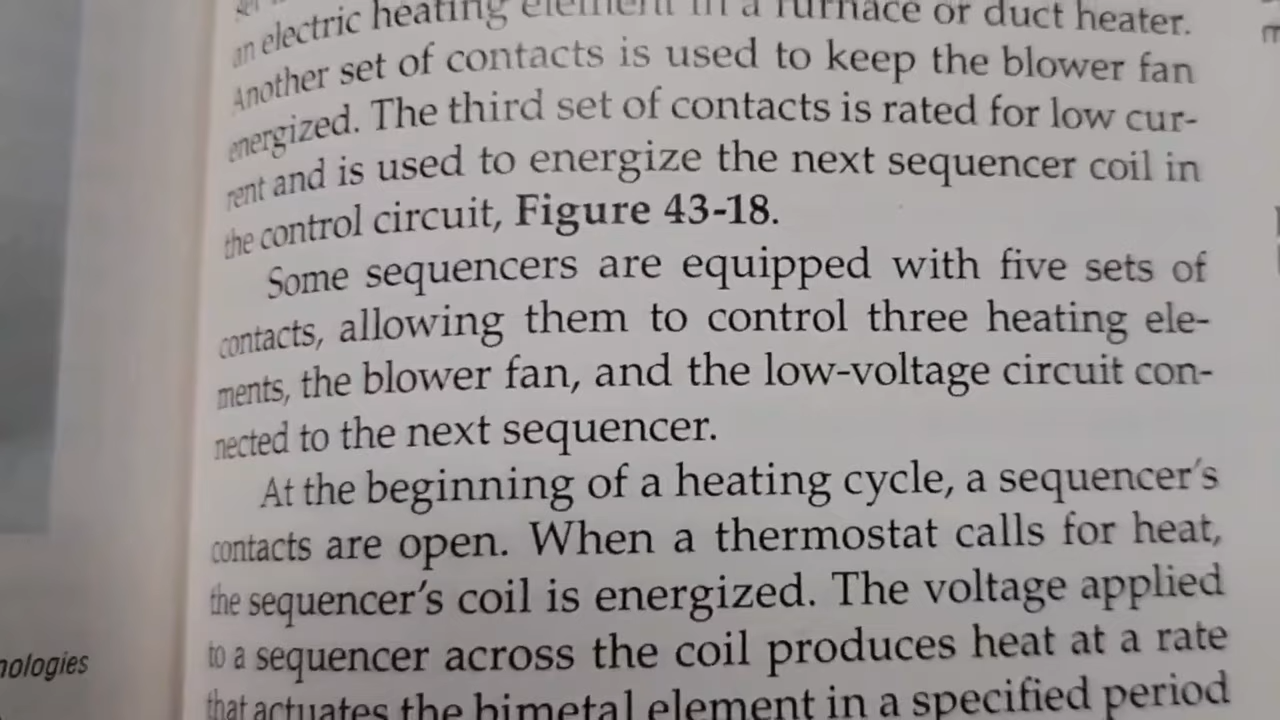 an electric heating element in a furnace or duct heater.
Another set of contacts is used to keep the blower fan
energized. The third set of contacts is rated for low cur-
rent and is used to energize the next sequencer coil in
the control circuit, Figure 43-18.
Some sequencers are equipped with five sets of
contacts, allowing them to control three heating ele-
ments, the blower fan, and the low-voltage circuit con-
nected to the next sequencer.
At the beginning of a heating cycle, a sequencer's
contacts are open. When a thermostat calls for heat,
the sequencer's coil is energized. The voltage applied
to a sequencer across the coil produces heat at a rate
that actuates the bimetal element in a specified period
nologies